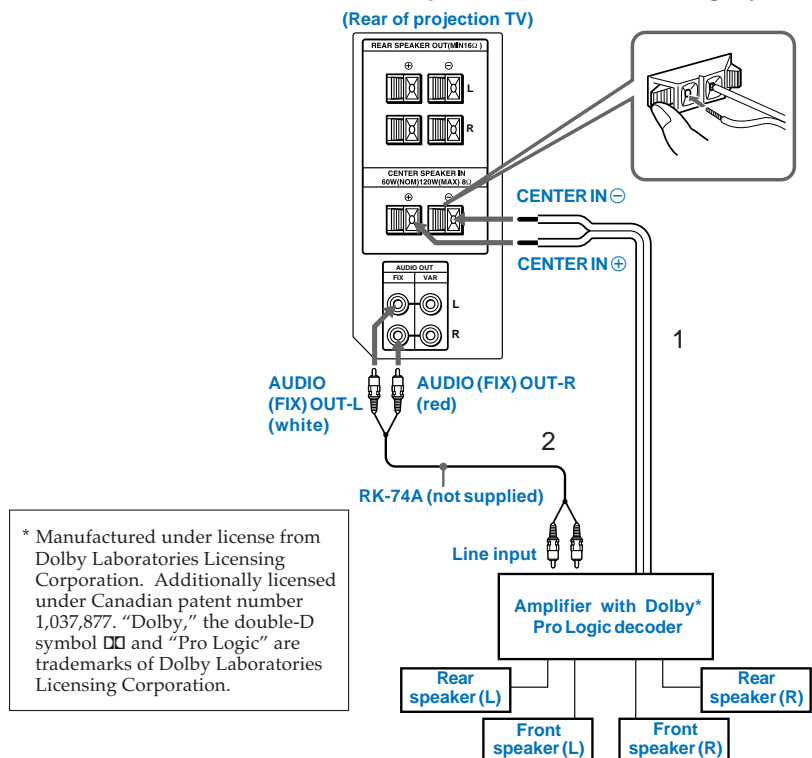 (Rear of projection TV)
REAR SPEAKER OUT(MIN16Ω)
⊕ ⊖
L
R
CENTER SPEAKER IN
60W(NOM)120W(MAX) 8Ω
⊕ ⊖
CENTER IN ⊖
CENTER IN ⊕
AUDIO OUT
FIX VAR
L
R
1
AUDIO
(FIX) OUT-L
(white)
AUDIO (FIX) OUT-R
(red)
2
RK-74A (not supplied)
Line input
* Manufactured under license from
Dolby Laboratories Licensing
Corporation. Additionally licensed
under Canadian patent number
1,037,877. “Dolby,” the double-D
symbol and “Pro Logic” are
trademarks of Dolby Laboratories
Licensing Corporation.
Amplifier with Dolby*
Pro Logic decoder
Rear
speaker (L)
Rear
speaker (R)
Front
speaker (L)
Front
speaker (R)